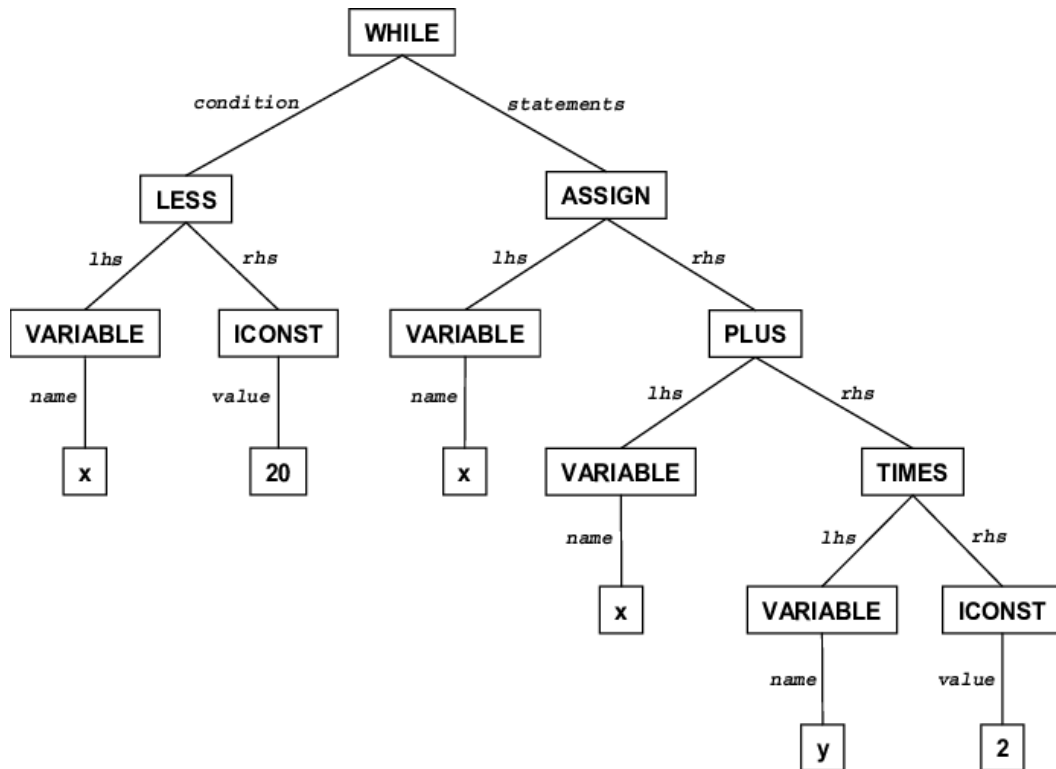 WHILE
condition statements
LESS ASSIGN
lhs rhs lhs rhs
VARIABLE ICONST VARIABLE PLUS
name value name lhs rhs
x 20 x VARIABLE TIMES
name lhs rhs
x VARIABLE ICONST
name value
y 2